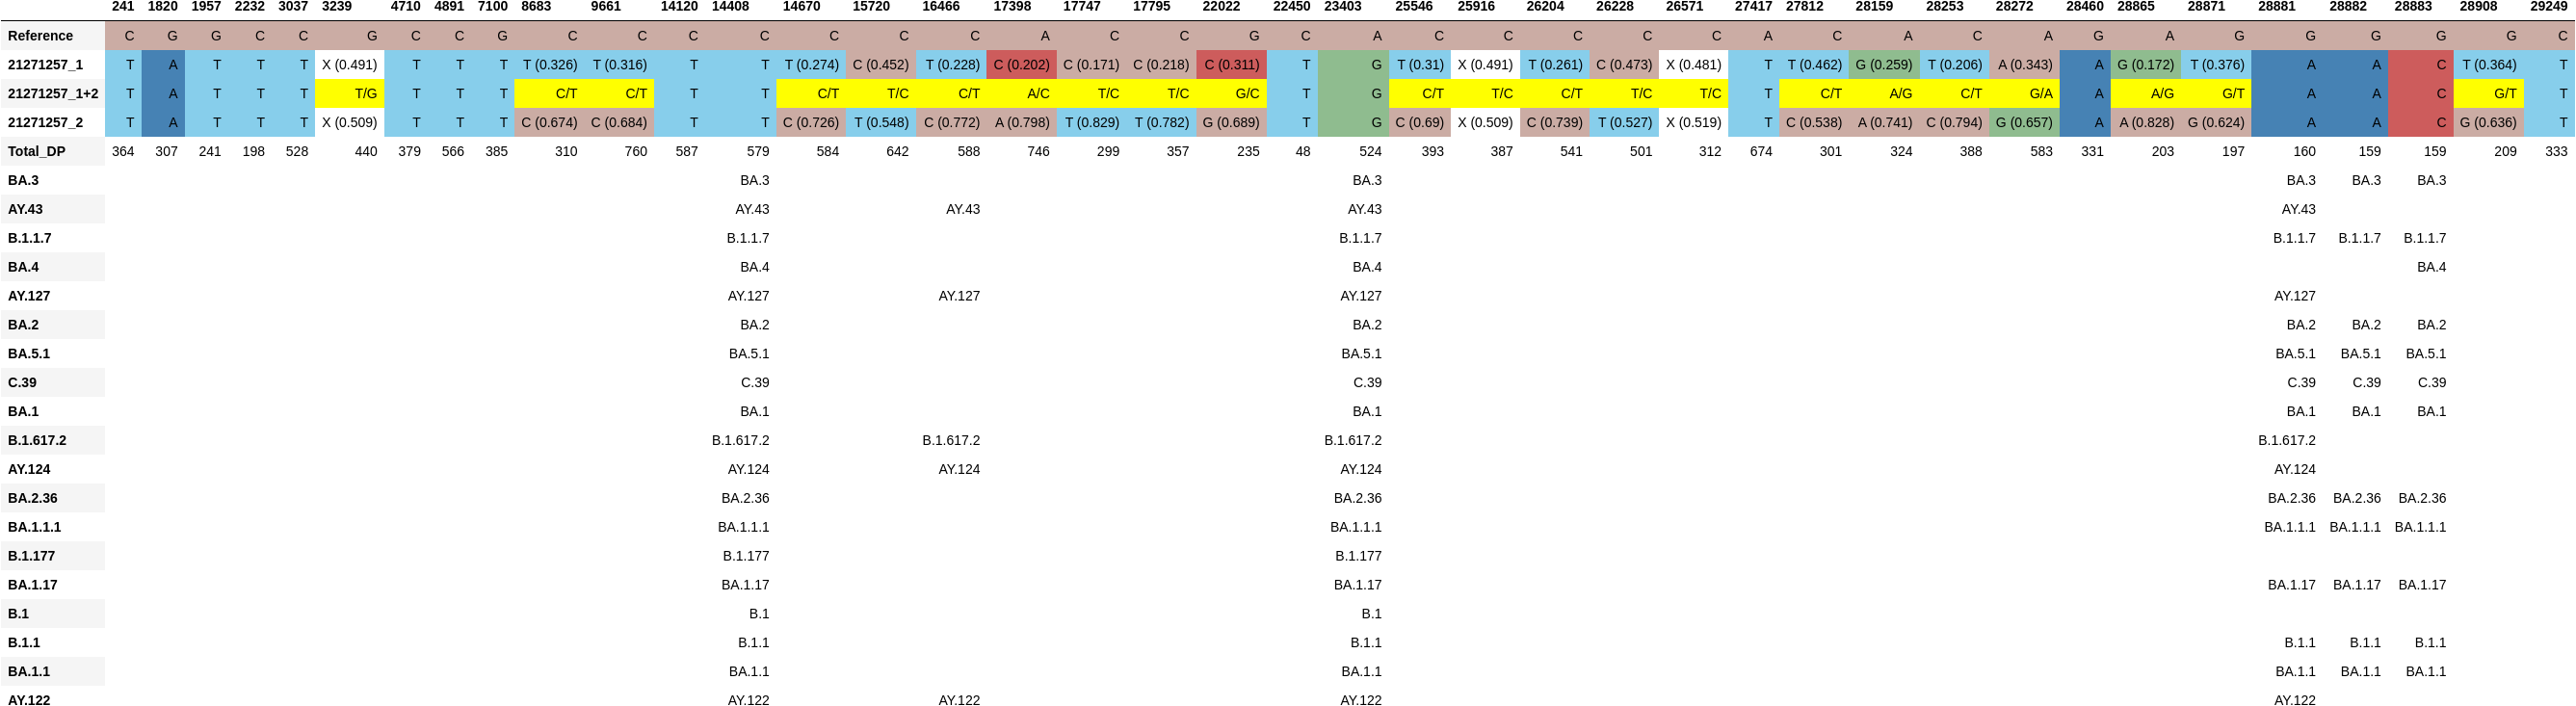 241 1820 1957 2232 3037 3239 4710 4891 7100 8683 9661 14120 14408 14670 15720 16466 17398 17747 17795 22022 22450 23403 25546 25916 26204 26228 26571 27417 27812 28159 28253 28272 28460 28865 28871 28881 28882 28883 28908 29249
Reference C G G C C G C C G C C C C C C C A C C G C A C C C C C A C A C A G A G G G G G C
21271257_1 T A T T T X (0.491) T T T T (0.326) T (0.316) T T T (0.274) C (0.452) T (0.228) C (0.202) C (0.171) C (0.218) C (0.311) T G T (0.31) X (0.491) T (0.261) C (0.473) X (0.481) T T (0.462) G (0.259) T (0.206) A (0.343) A G (0.172) T (0.376) A A C T (0.364) T
21271257_1+2 T A T T T T/G T T T C/T C/T T T C/T T/C C/T A/C T/C T/C G/C T G C/T T/C C/T T/C T/C T C/T A/G C/T G/A A A/G G/T A A C G/T T
21271257_2 T A T T T X (0.509) T T T C (0.674) C (0.684) T T C (0.726) T (0.548) C (0.772) A (0.798) T (0.829) T (0.782) G (0.689) T G C (0.69) X (0.509) C (0.739) T (0.527) X (0.519) T C (0.538) A (0.741) C (0.794) G (0.657) A A (0.828) G (0.624) A A C G (0.636) T
Total_DP 364 307 241 198 528 440 379 566 385 310 760 587 579 584 642 588 746 299 357 235 48 524 393 387 541 501 312 674 301 324 388 583 331 203 197 160 159 159 209 333
BA.3 BA.3 BA.3 BA.3 BA.3 BA.3
AY.43 AY.43 AY.43 AY.43 AY.43
B.1.1.7 B.1.1.7 B.1.1.7 B.1.1.7 B.1.1.7 B.1.1.7
BA.4 BA.4 BA.4 BA.4
AY.127 AY.127 AY.127 AY.127 AY.127
BA.2 BA.2 BA.2 BA.2 BA.2 BA.2
BA.5.1 BA.5.1 BA.5.1 BA.5.1 BA.5.1 BA.5.1
C.39 C.39 C.39 C.39 C.39 C.39
BA.1 BA.1 BA.1 BA.1 BA.1 BA.1
B.1.617.2 B.1.617.2 B.1.617.2 B.1.617.2 B.1.617.2
AY.124 AY.124 AY.124 AY.124 AY.124
BA.2.36 BA.2.36 BA.2.36 BA.2.36 BA.2.36 BA.2.36
BA.1.1.1 BA.1.1.1 BA.1.1.1 BA.1.1.1 BA.1.1.1 BA.1.1.1
B.1.177 B.1.177 B.1.177
BA.1.17 BA.1.17 BA.1.17 BA.1.17 BA.1.17 BA.1.17
B.1 B.1 B.1
B.1.1 B.1.1 B.1.1 B.1.1 B.1.1 B.1.1
BA.1.1 BA.1.1 BA.1.1 BA.1.1 BA.1.1 BA.1.1
AY.122 AY.122 AY.122 AY.122 AY.122